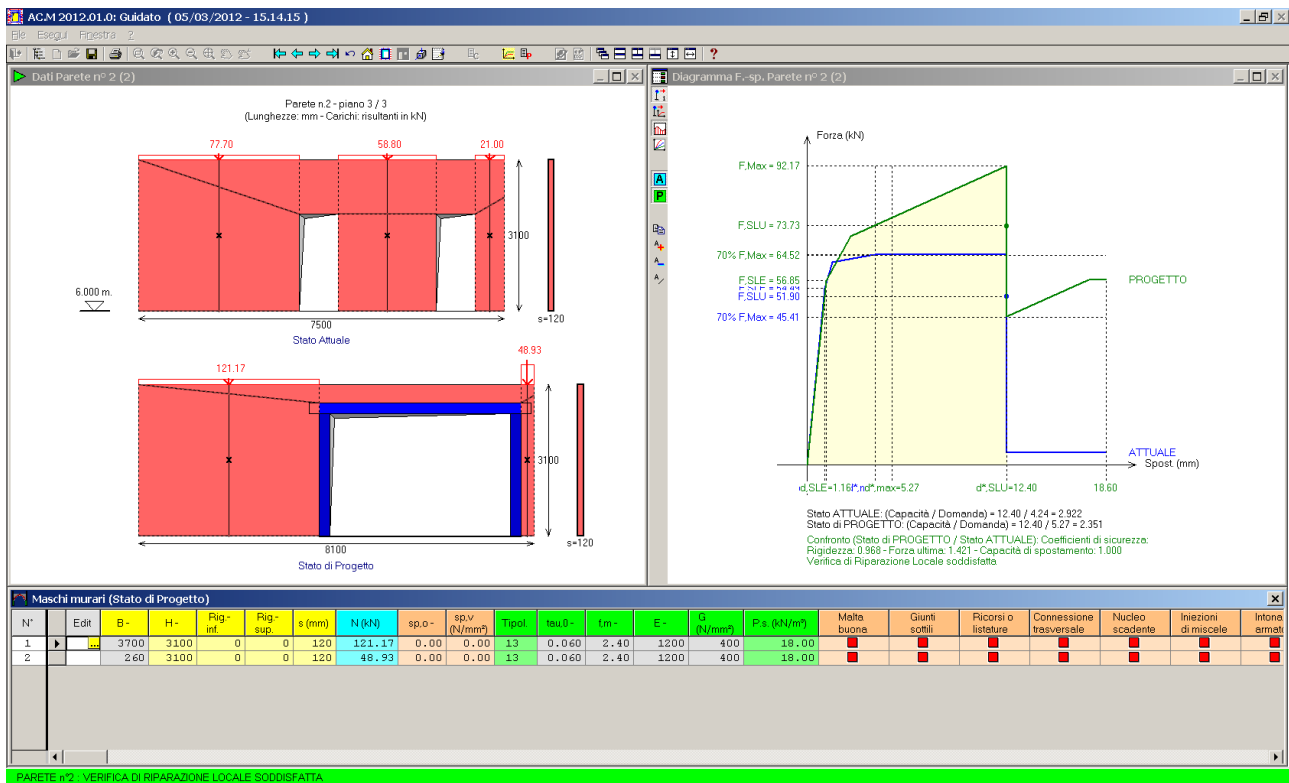 AC.M 2012.01.0: Guidato ( 05/03/2012 - 15.14.15 )
File Esegui Finestra ?
Dati Parete n° 2 (2)
Parete n.2 - piano 3 / 3
(Lunghezze: mm - Carichi: risultanti in kN)
77.70 58.80 21.00
3100
6.000 m.
7500
s=120
Stato Attuale
121.17 48.93
3100
8100
s=120
Stato di Progetto
Diagramma F.-sp. Parete n° 2 (2)
A
P
Forza (kN)
F,Max = 92.17
F,SLU = 73.73
70% F,Max = 64.52
F,SLE = 56.85
F,SLU = 51.90
70% F,Max = 45.41
PROGETTO
ATTUALE
Spost. (mm)
d,SLE=1.16 max=5.27 d*,SLU=12.40 18.60
Stato ATTUALE: (Capacità / Domanda) = 12.40 / 4.24 = 2.922
Stato di PROGETTO: (Capacità / Domanda) = 12.40 / 5.27 = 2.351
Confronto (Stato di PROGETTO / Stato ATTUALE): Coefficienti di sicurezza:
Rigidezza: 0.968 - Forza ultima: 1.421 - Capacità di spostamento: 1.000
Verifica di Riparazione Locale soddisfatta
Maschi murari (Stato di Progetto)
N° Edit B - H - Rig.- inf. Rig.- sup. s (mm) N (kN) sp,o - sp,v (N/mm²) Tipol. tau,0 - f,m - E - G (N/mm²) P.s. (kN/m³) Malta buona Giunti sottili Ricorsi o listature Connessione trasversale Nucleo scadente Iniezioni di miscele Intona armato
1 ... 3700 3100 0 0 120 121.17 0.00 0.00 13 0.060 2.40 1200 400 18.00
2 260 3100 0 0 120 48.93 0.00 0.00 13 0.060 2.40 1200 400 18.00
PARETE n°2 : VERIFICA DI RIPARAZIONE LOCALE SODDISFATTA